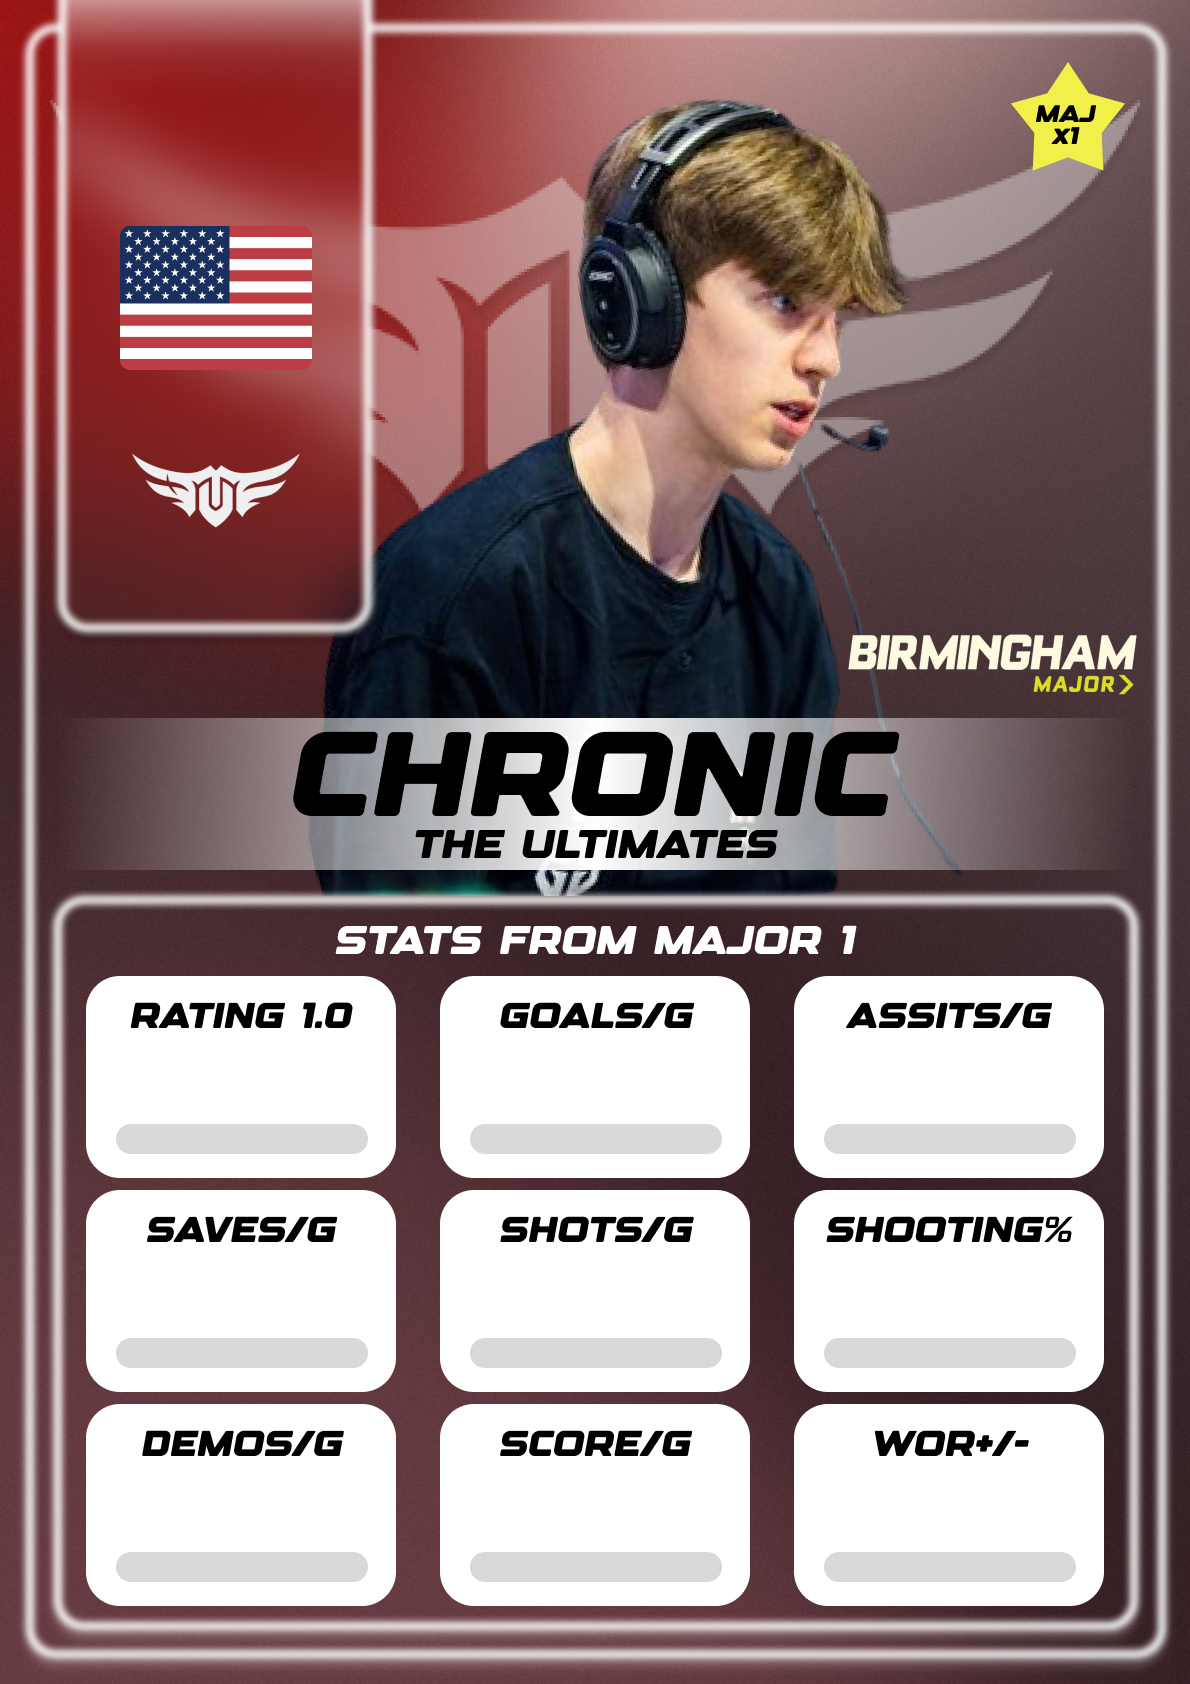 MAJ
X1
BIRMINGHAM
MAJOR
CHRONIC
THE ULTIMATES
STATS FROM MAJOR 1
RATING 1.0
GOALS/G
ASSITS/G
SAVES/G
SHOTS/G
SHOOTING%
DEMOS/G
SCORE/G
WOR+/-